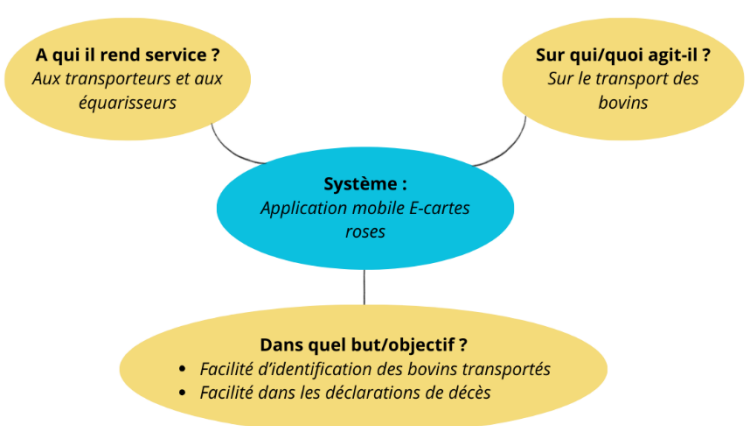 A qui il rend service ?
Aux transporteurs et aux
équarisseurs
Sur qui/quoi agit-il ?
Sur le transport des
bovins
Système :
Application mobile E-cartes
roses
Dans quel but/objectif ?
• Facilité d'identification des bovins transportés
• Facilité dans les déclarations de décès